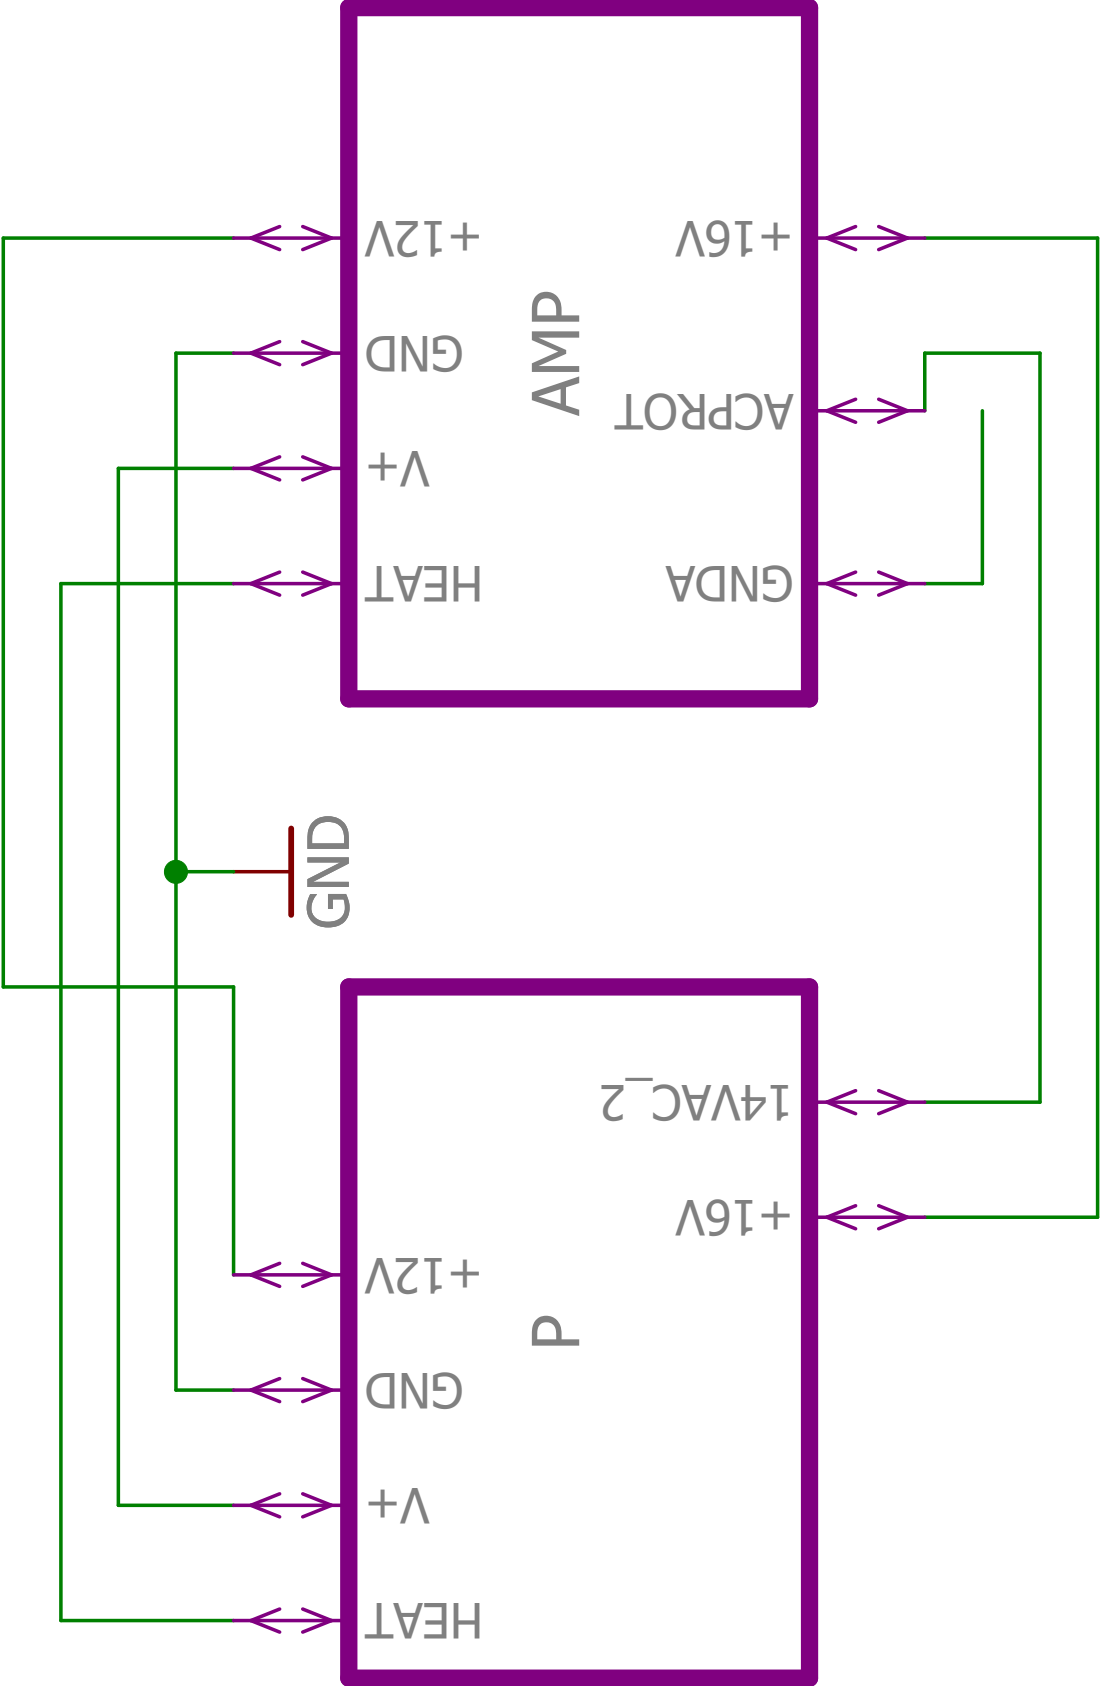 +12V
+16V
GND
AMP
ACPROT
V+
HEAT
GNDA
GND
14VAC_2
+16V
+12V
P
GND
V+
HEAT